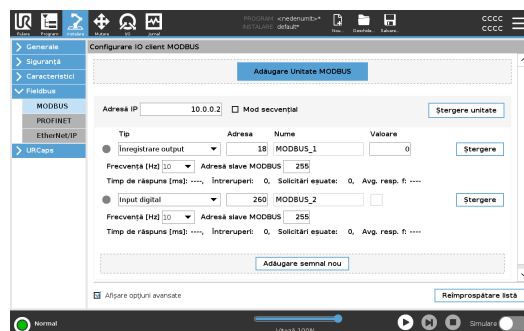 PROGRAM <nedenumit>*
INSTALARE default*
CCCC
CCCC
Rulare Program Instalare Mutare I/O Jurnal Nou... Deschide... Salvare...
Generale
Siguranță
Caracteristici
Fieldbus
MODBUS
PROFINET
EtherNet/IP
URCaps
Configurare IO client MODBUS
Adăugare Unitate MODBUS
Adresă IP 10.0.0.2 Mod secvențial Ștergere unitate
Tip Adresa Nume Valoare
Înregistrare output 18 MODBUS_1 0 Ștergere
Frecvență [Hz] 10 Adresă slave MODBUS 255
Timp de răspuns [ms]: ----, Întreruperi: 0, Solicitări eșuate: 0, Avg. resp. f: ----
Input digital 260 MODBUS_2 Ștergere
Frecvență [Hz] 10 Adresă slave MODBUS 255
Timp de răspuns [ms]: ----, Întreruperi: 0, Solicitări eșuate: 0, Avg. resp. f: ----
Adăugare semnal nou
Afișare opțiuni avansate Reîmprospătare listă
Normal Viteză 100% Simulare